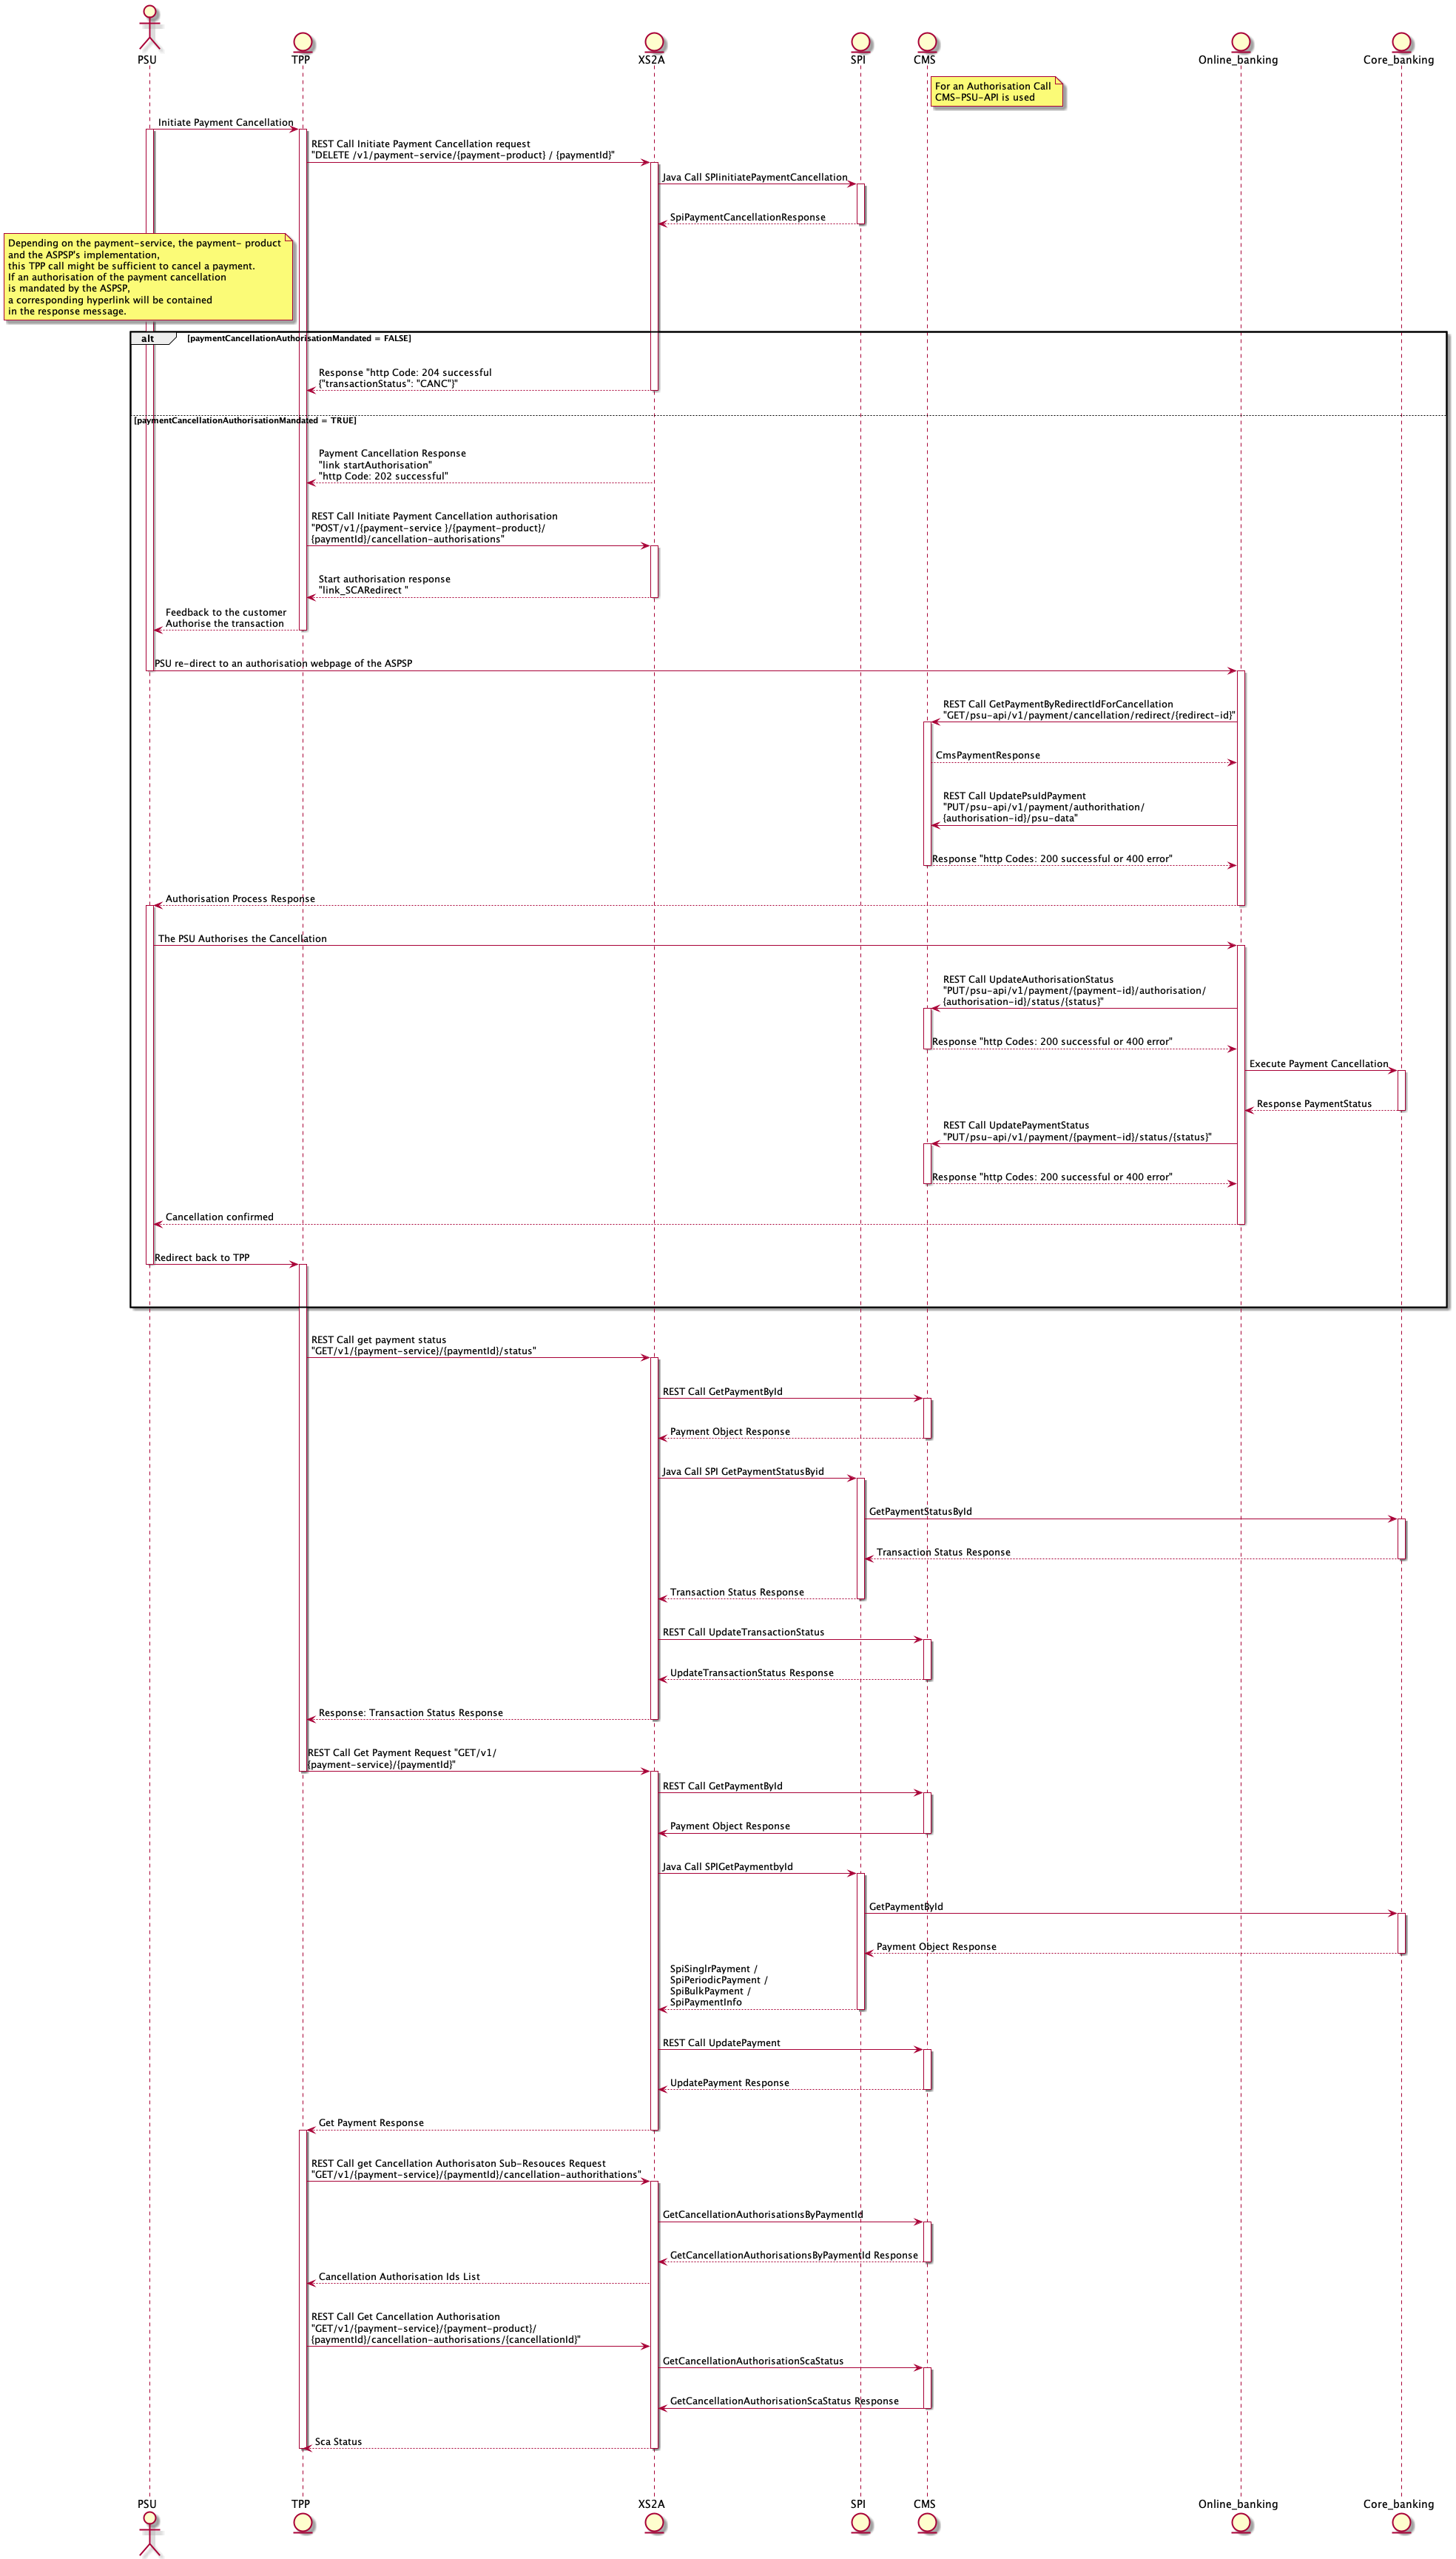 PSU
TPP
XS2A
SPI
CMS
Online_banking
Core_banking
For an Authorisation Call
CMS-PSU-API is used
Initiate Payment Cancellation
REST Call Initiate Payment Cancellation request
"DELETE /v1/payment-service/{payment-product} / {paymentId}"
Java Call SPIinitiatePaymentCancellation
SpiPaymentCancellationResponse
Depending on the payment-service, the payment- product
and the ASPSP's implementation,
this TPP call might be sufficient to cancel a payment.
If an authorisation of the payment cancellation
is mandated by the ASPSP,
a corresponding hyperlink will be contained
in the response message.
alt
[paymentCancellationAuthorisationMandated = FALSE]
Response "http Code: 204 successful
{"transactionStatus": "CANC"}"
[paymentCancellationAuthorisationMandated = TRUE]
Payment Cancellation Response
"link startAuthorisation"
"http Code: 202 successful"
REST Call Initiate Payment Cancellation authorisation
"POST/v1/{payment-service }/{payment-product}/
{paymentId}/cancellation-authorisations"
Start authorisation response
"link_SCARedirect "
Feedback to the customer
Authorise the transaction
PSU re-direct to an authorisation webpage of the ASPSP
REST Call GetPaymentByRedirectIdForCancellation
"GET/psu-api/v1/payment/cancellation/redirect/{redirect-id}"
CmsPaymentResponse
REST Call UpdatePsuIdPayment
"PUT/psu-api/v1/payment/authorithation/
{authorisation-id}/psu-data"
Response "http Codes: 200 successful or 400 error"
Authorisation Process Response
The PSU Authorises the Cancellation
REST Call UpdateAuthorisationStatus
"PUT/psu-api/v1/payment/{payment-id}/authorisation/
{authorisation-id}/status/{status}"
Response "http Codes: 200 successful or 400 error"
Execute Payment Cancellation
Response PaymentStatus
REST Call UpdatePaymentStatus
"PUT/psu-api/v1/payment/{payment-id}/status/{status}"
Response "http Codes: 200 successful or 400 error"
Cancellation confirmed
Redirect back to TPP
REST Call get payment status
"GET/v1/{payment-service}/{paymentId}/status"
REST Call GetPaymentById
Payment Object Response
Java Call SPI GetPaymentStatusByid
GetPaymentStatusById
Transaction Status Response
Transaction Status Response
REST Call UpdateTransactionStatus
UpdateTransactionStatus Response
Response: Transaction Status Response
REST Call Get Payment Request "GET/v1/
{payment-service}/{paymentId}"
REST Call GetPaymentById
Payment Object Response
Java Call SPIGetPaymentbyId
GetPaymentById
Payment Object Response
SpiSinglrPayment /
SpiPeriodicPayment /
SpiBulkPayment /
SpiPaymentInfo
REST Call UpdatePayment
UpdatePayment Response
Get Payment Response
REST Call get Cancellation Authorisaton Sub-Resouces Request
"GET/v1/{payment-service}/{paymentId}/cancellation-authorithations"
GetCancellationAuthorisationsByPaymentId
GetCancellationAuthorisationsByPaymentId Response
Cancellation Authorisation Ids List
REST Call Get Cancellation Authorisation
"GET/v1/{payment-service}/{payment-product}/
{paymentId}/cancellation-authorisations/{cancellationId}"
GetCancellationAuthorisationScaStatus
GetCancellationAuthorisationScaStatus Response
Sca Status
PSU
TPP
XS2A
SPI
CMS
Online_banking
Core_banking